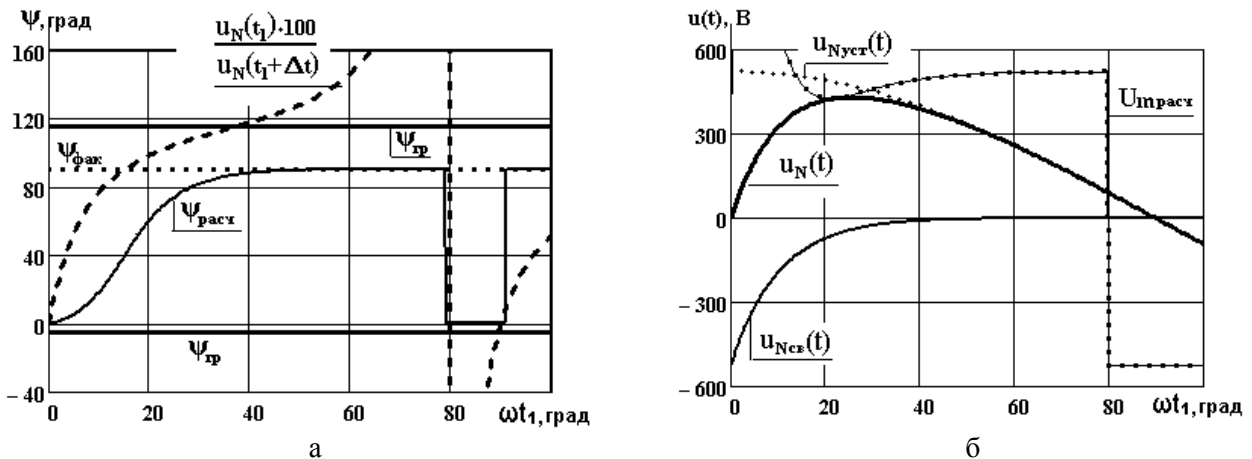 Ψ, град
u_N(t_1)·100
u_N(t_1+Δt)
160
120
80
40
0
– 40
Ψ_гр
Ψ_фак
Ψ_расч
Ψ_гр
0 20 40 60 80 ωt_1, град
а
u(t), В
600
300
0
– 300
– 600
u_Nуст(t)
U_mрасч
u_N(t)
u_Nсв(t)
0 20 40 60 80 ωt_1, град
б